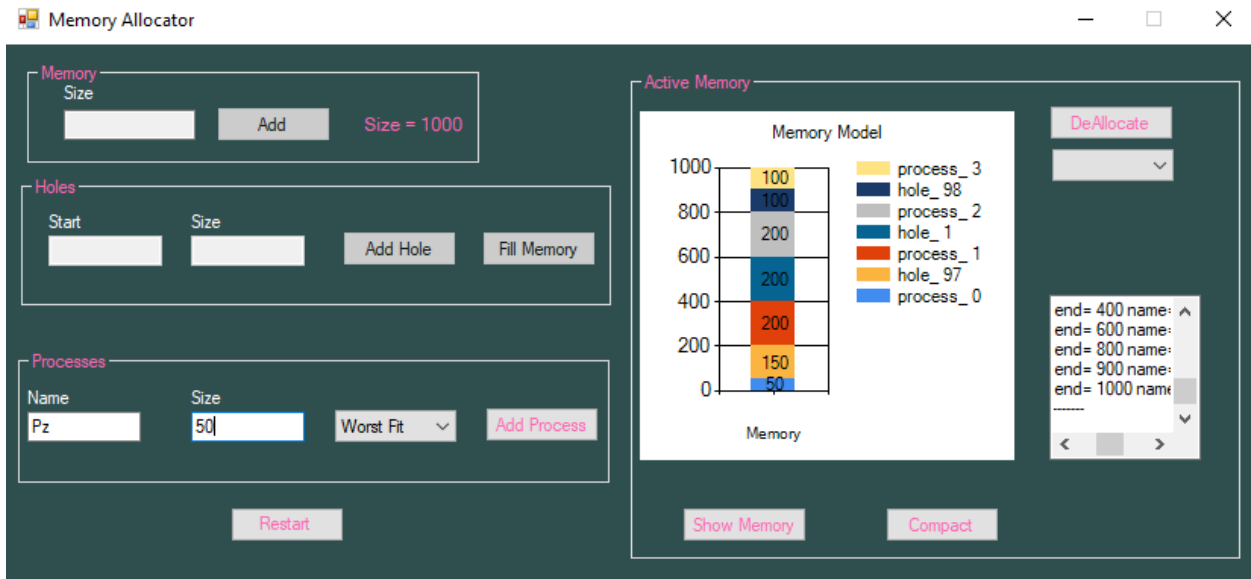 Memory Allocator
Memory
Size
Add
Size = 1000
Holes
Start
Size
Add Hole
Fill Memory
Processes
Name
Size
Pz
50
Worst Fit
Add Process
Restart
Active Memory
Memory Model
1000
800
600
400
200
0
100
100
200
200
200
150
50
Memory
process_ 3
hole_ 98
process_ 2
hole_ 1
process_ 1
hole_ 97
process_ 0
DeAllocate
end= 400 name=
end= 600 name=
end= 800 name=
end= 900 name=
end= 1000 name
-------
Show Memory
Compact